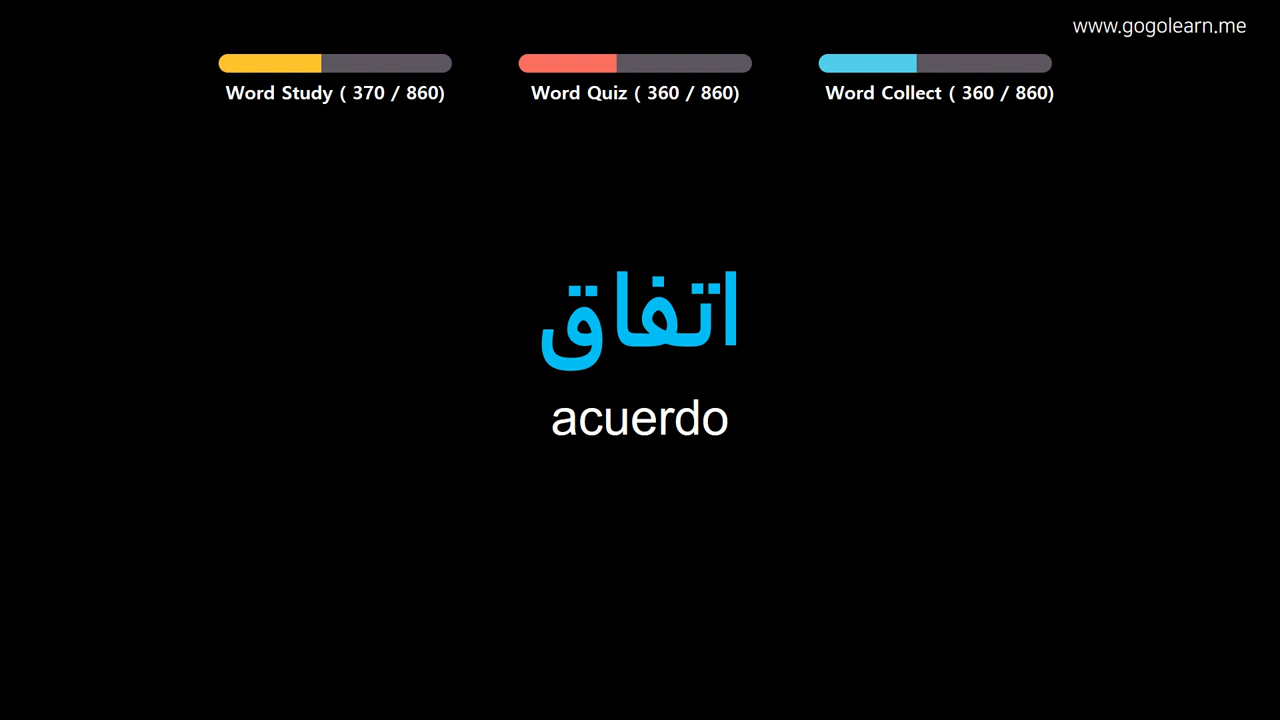 www.gogolearn.me
Word Study ( 370 / 860)
Word Quiz ( 360 / 860)
Word Collect ( 360 / 860)
اتفاق
acuerdo